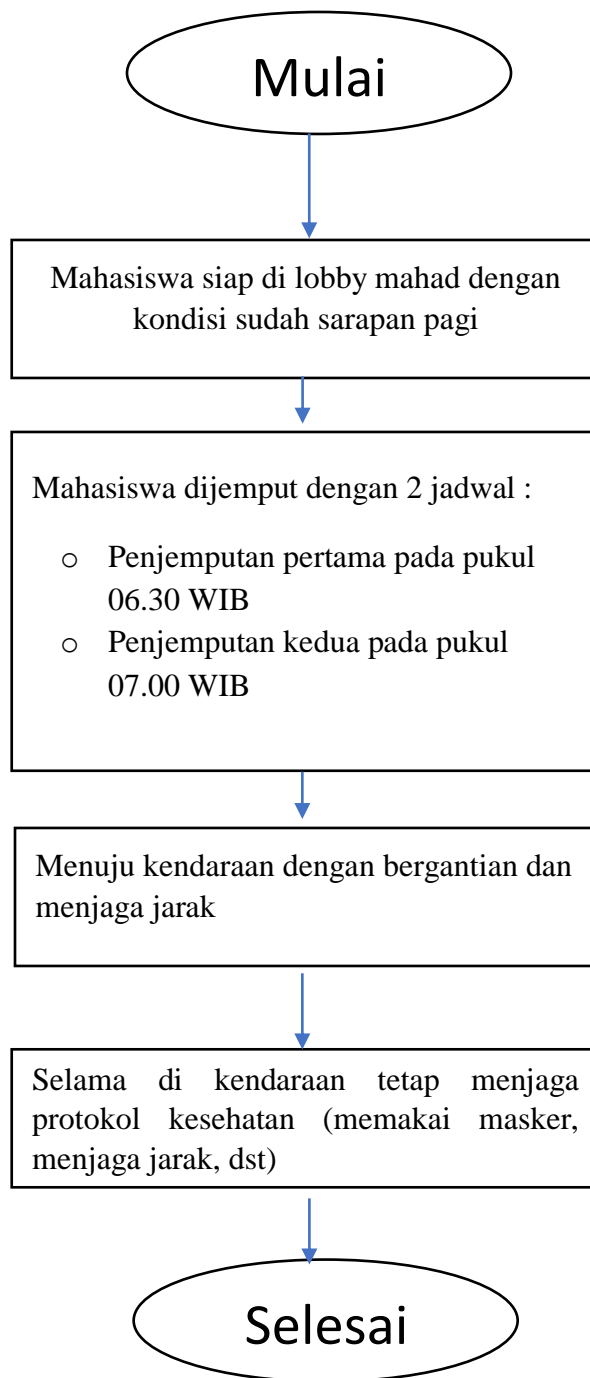 Mulai
Mahasiswa siap di lobby mahad dengan
kondisi sudah sarapan pagi
Mahasiswa dijemput dengan 2 jadwal :
o Penjemputan pertama pada pukul
06.30 WIB
o Penjemputan kedua pada pukul
07.00 WIB
Menuju kendaraan dengan bergantian dan
menjaga jarak
Selama di kendaraan tetap menjaga
protokol kesehatan (memakai masker,
menjaga jarak, dst)
Selesai